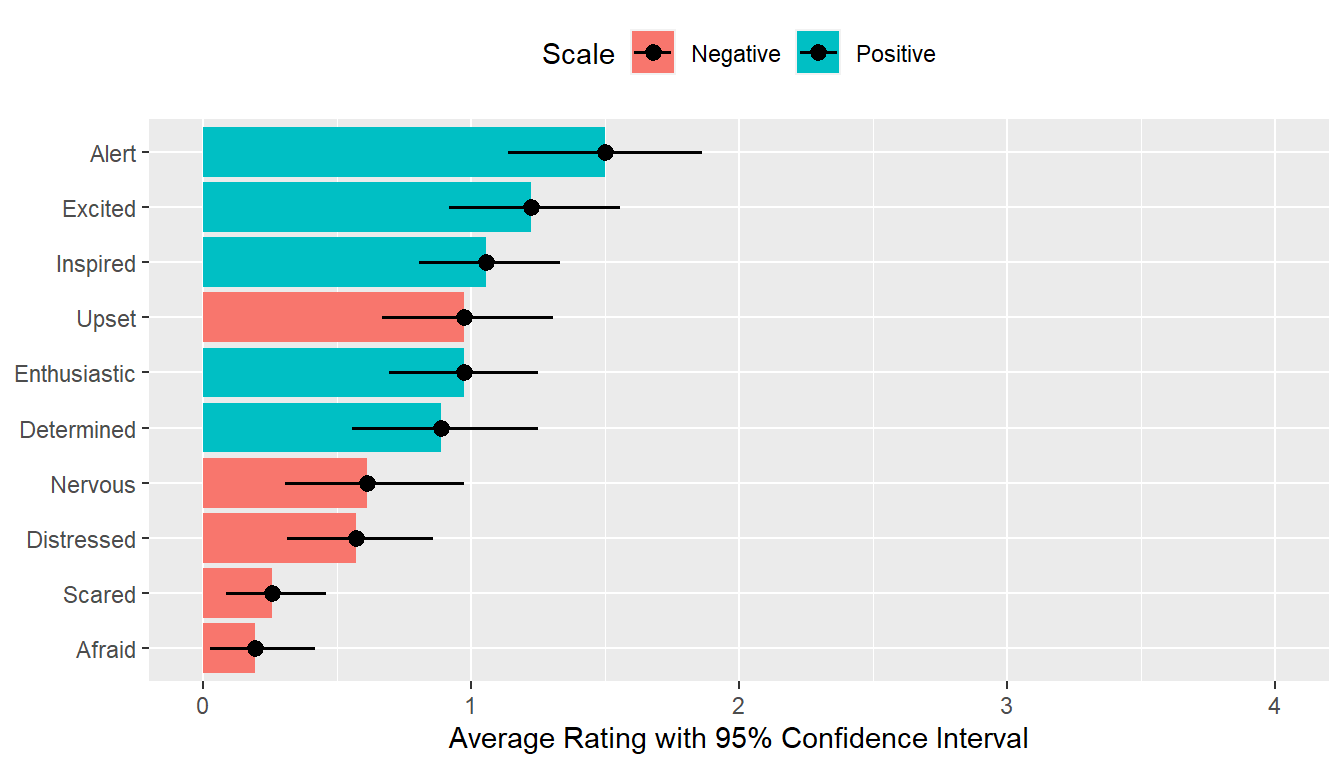 Scale Negative Positive
Alert
Excited
Inspired
Upset
Enthusiastic
Determined
Nervous
Distressed
Scared
Afraid
0 1 2 3 4
Average Rating with 95% Confidence Interval